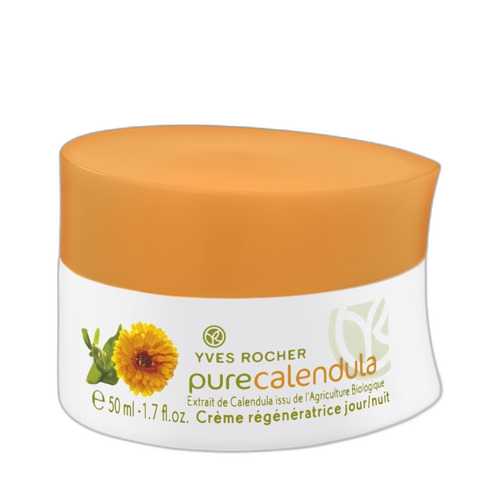 YVES ROCHER
purecalendula
Extrait de Calendula issu de l'Agriculture Biologique
℮ 50 ml - 1.7 fl.oz. Crème régénératrice jour/nuit